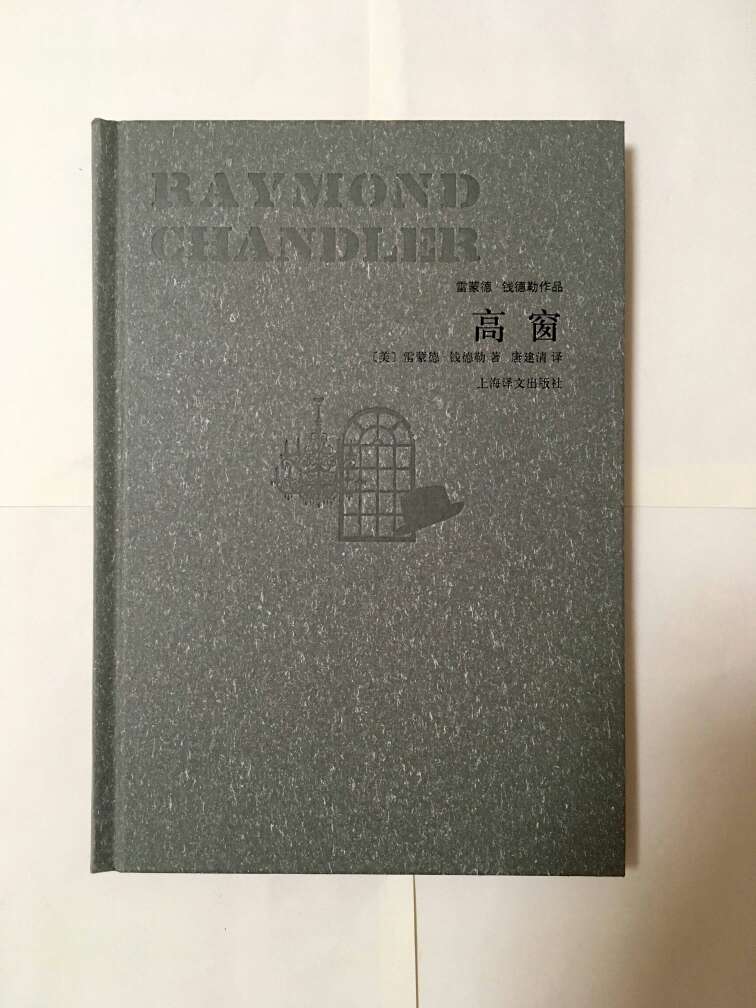 RAYMOND
CHANDLER
雷蒙德·钱德勒作品
高窗
〔美〕雷蒙德·钱德勒 著 唐建清 译
上海译文出版社